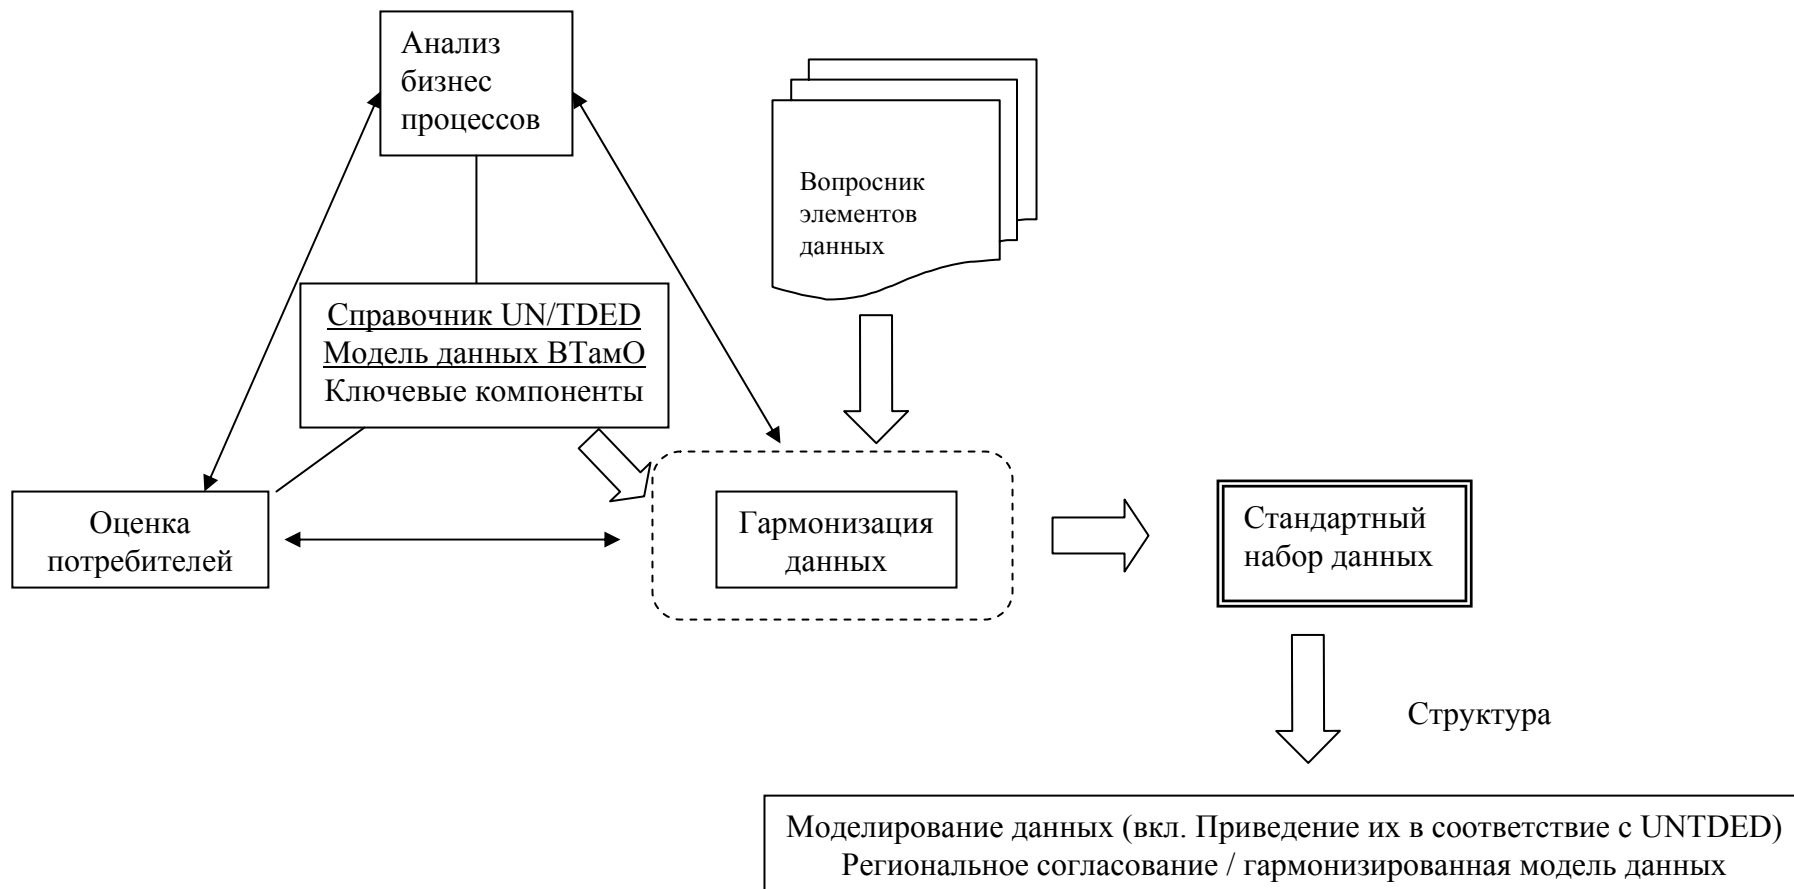 Анализ
бизнес
процессов
Вопросник
элементов
данных
Справочник UN/TDED
Модель данных ВТамО
Ключевые компоненты
Оценка
потребителей
Гармонизация
данных
Стандартный
набор данных
Структура
Моделирование данных (вкл. Приведение их в соответствие с UNTDED)
Региональное согласование / гармонизированная модель данных